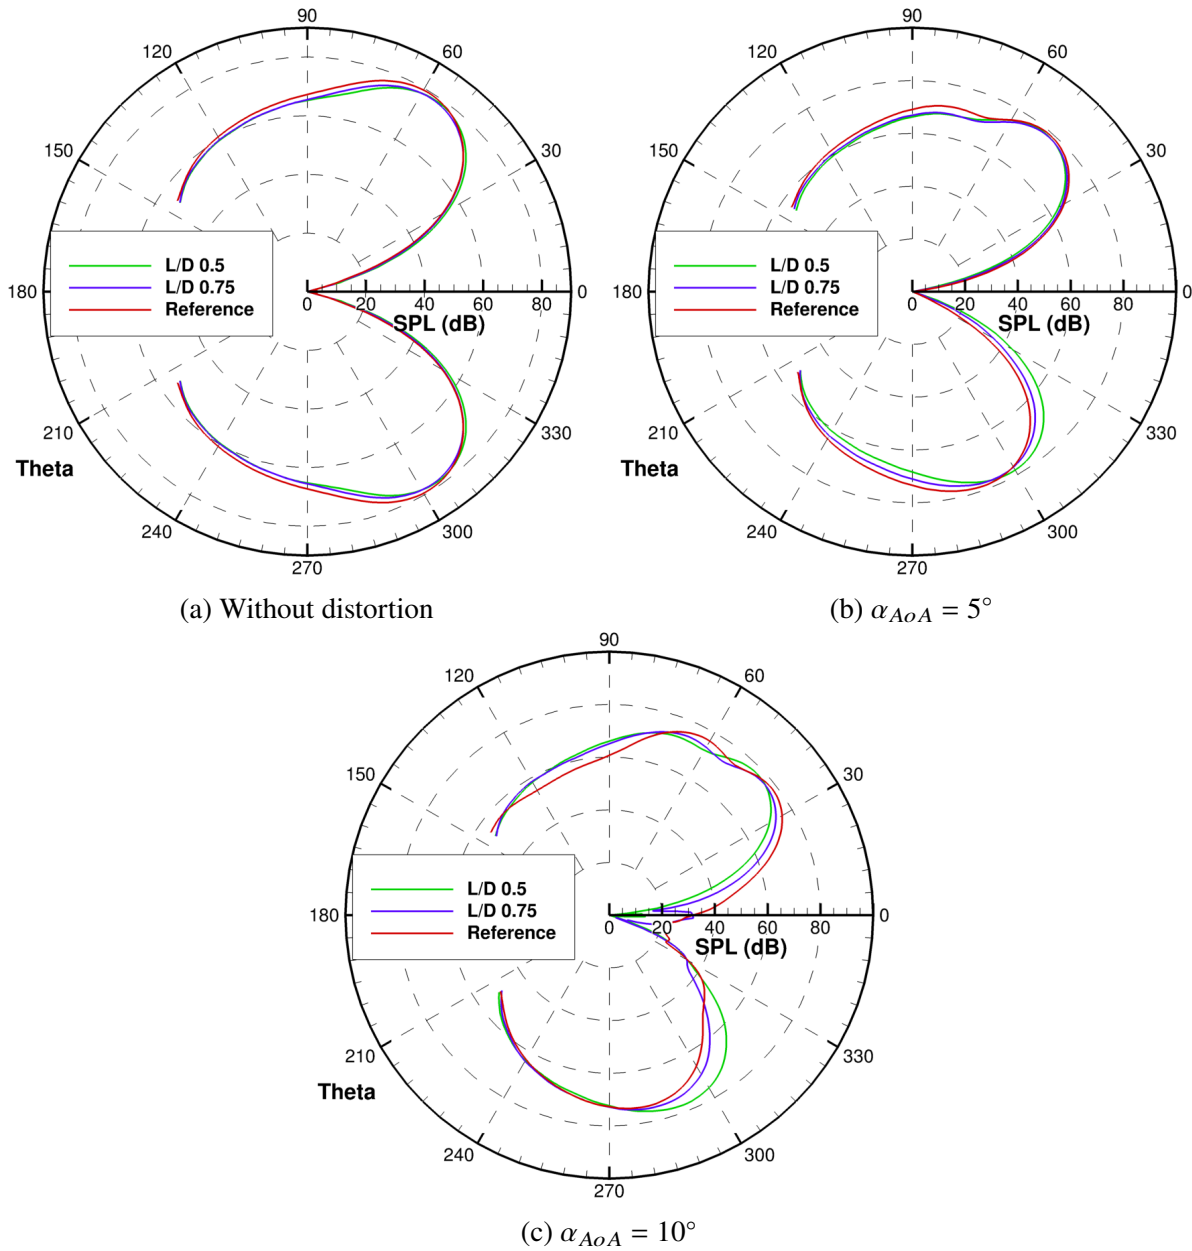 90
120
60
150
30
L/D 0.5
L/D 0.75
Reference
180
0
0 20 40 60 80
SPL (dB)
210
330
Theta
240
300
270
(a) Without distortion
90
120
60
150
30
L/D 0.5
L/D 0.75
Reference
180
0
0 20 40 60 80
SPL (dB)
210
330
Theta
240
300
270
(b) α_{AoA} = 5°
90
120
60
150
30
L/D 0.5
L/D 0.75
Reference
180
0
0 20 40 60 80
SPL (dB)
210
330
Theta
240
300
270
(c) α_{AoA} = 10°